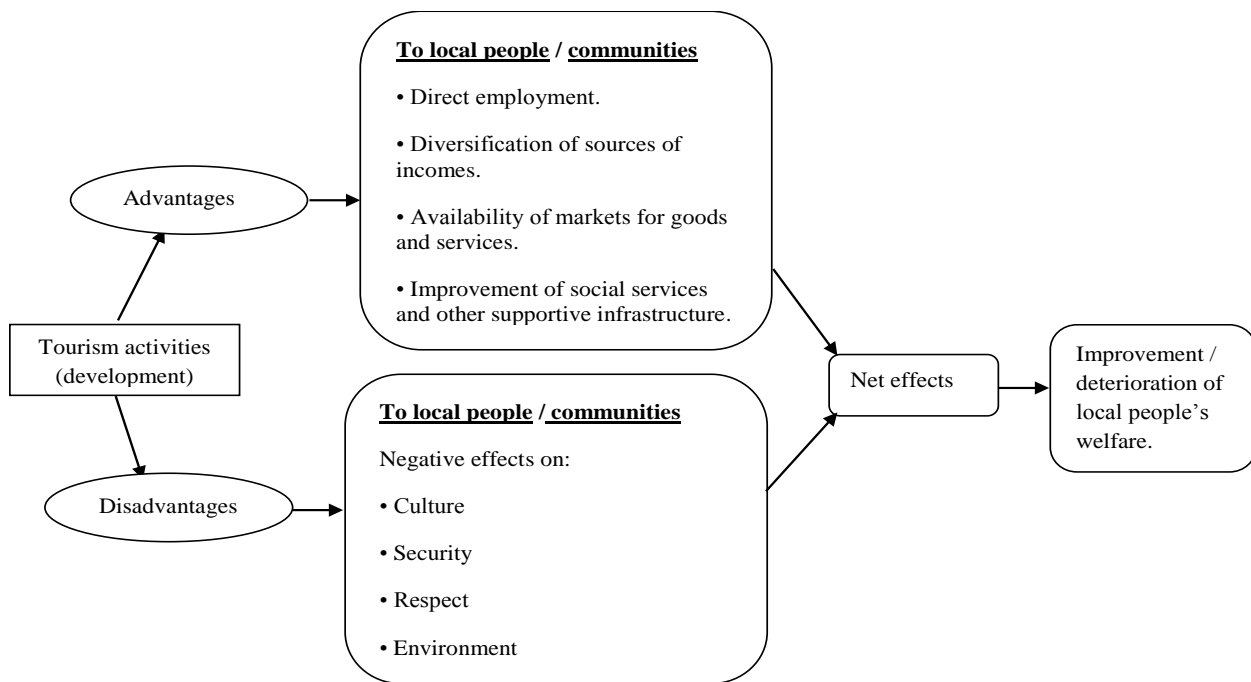 To local people / communities
• Direct employment.
• Diversification of sources of
incomes.
• Availability of markets for goods
and services.
• Improvement of social services
and other supportive infrastructure.
Advantages
Tourism activities
(development)
Disadvantages
To local people / communities
Negative effects on:
• Culture
• Security
• Respect
• Environment
Net effects
Improvement /
deterioration of
local people’s
welfare.